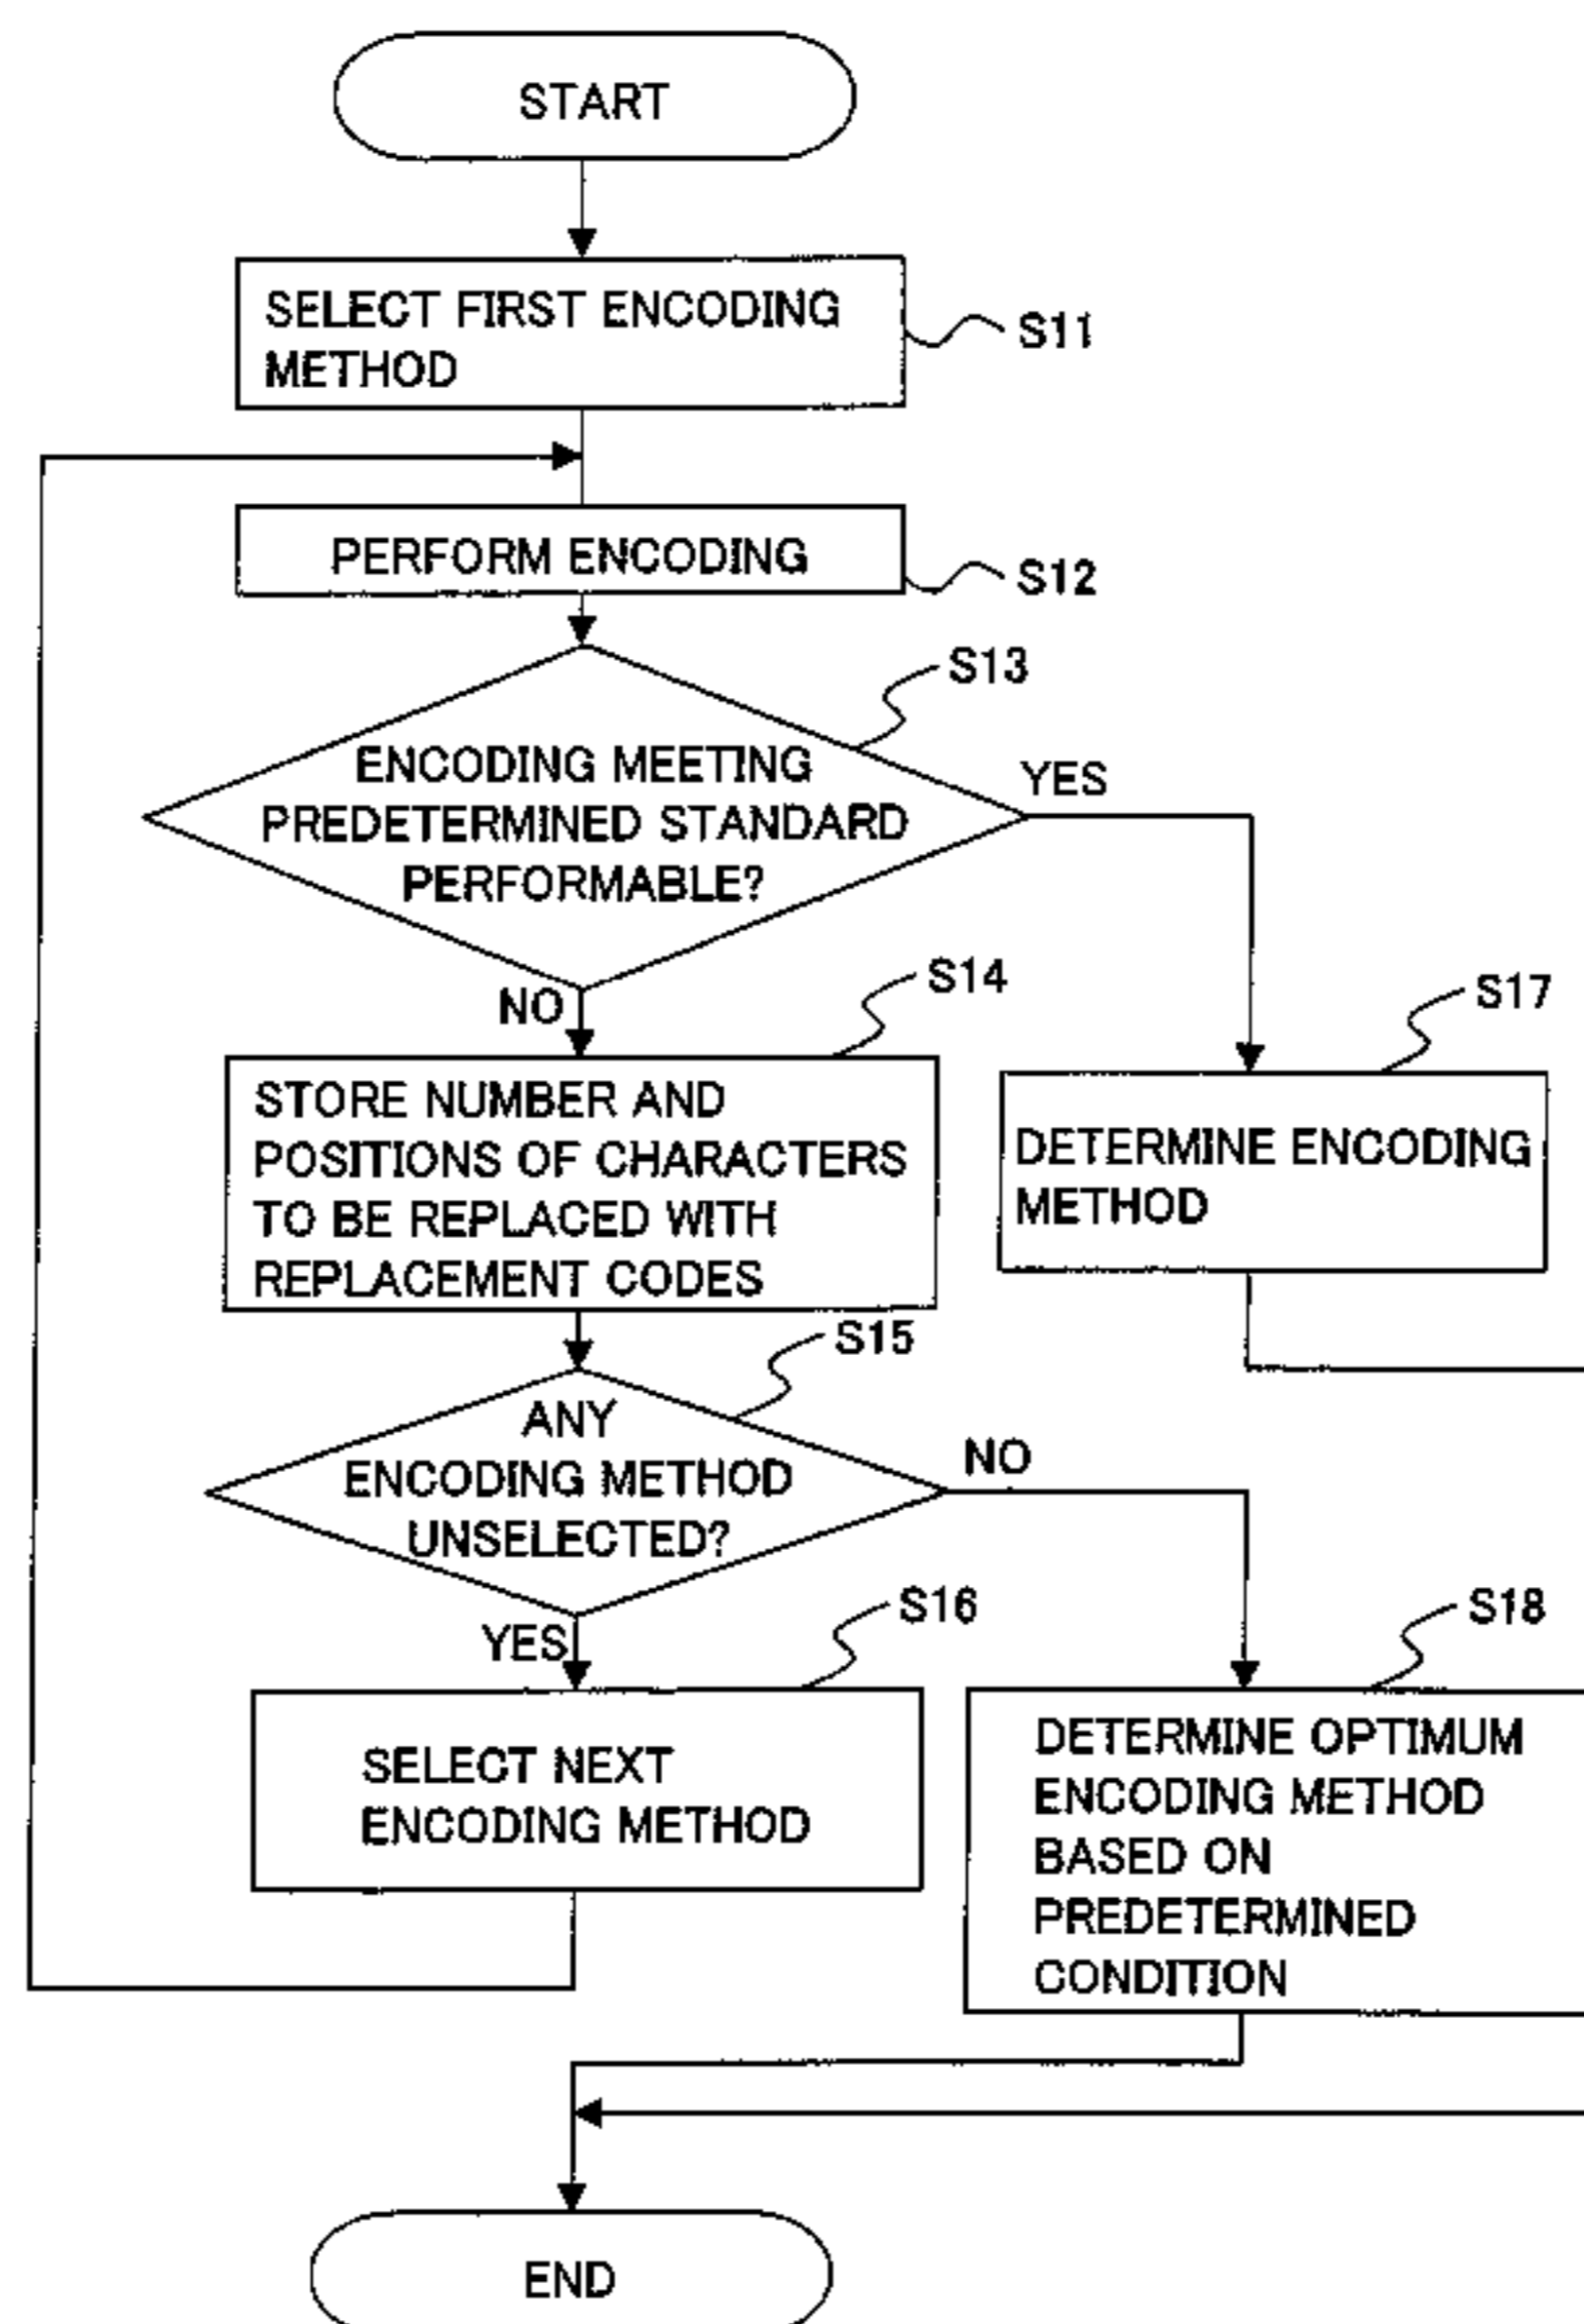 START
SELECT FIRST ENCODING
METHOD
S11
PERFORM ENCODING
S12
S13
ENCODING MEETING
PREDETERMINED STANDARD
PERFORMABLE?
YES
NO
S14
STORE NUMBER AND
POSITIONS OF CHARACTERS
TO BE REPLACED WITH
REPLACEMENT CODES
S17
DETERMINE ENCODING
METHOD
S15
ANY
ENCODING METHOD
UNSELECTED?
NO
YES
S16
SELECT NEXT
ENCODING METHOD
S18
DETERMINE OPTIMUM
ENCODING METHOD
BASED ON
PREDETERMINED
CONDITION
END